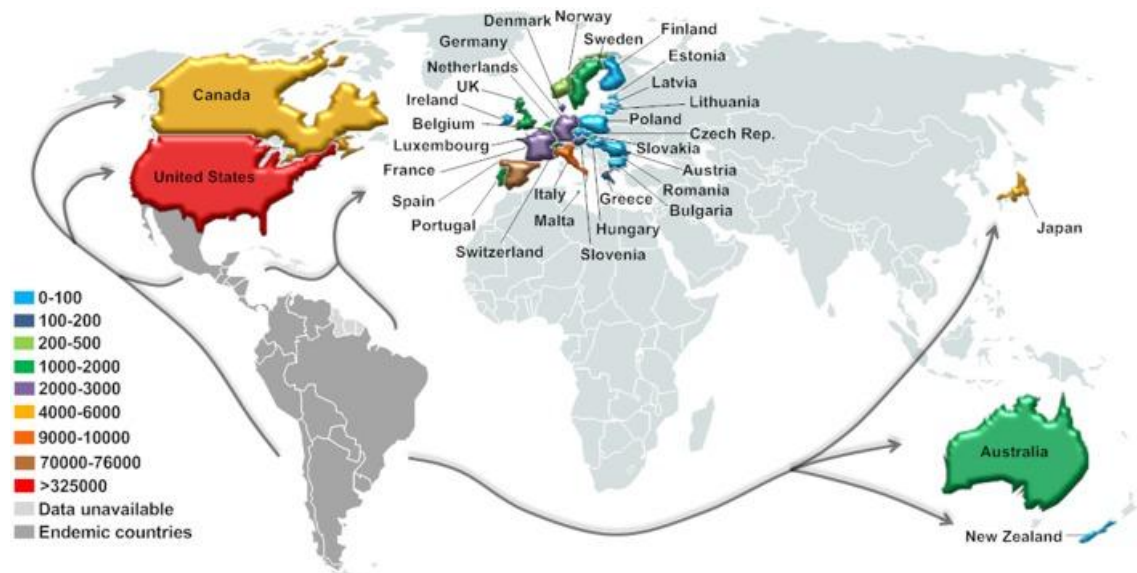 Denmark
Norway
Germany
Sweden
Finland
Netherlands
Estonia
UK
Latvia
Ireland
Lithuania
Belgium
Poland
Luxembourg
Czech Rep.
France
Slovakia
Spain
Austria
Portugal
Italy
Greece
Romania
Malta
Bulgaria
Switzerland
Hungary
Slovenia
Canada
United States
Japan
Australia
New Zealand
0-100
100-200
200-500
1000-2000
2000-3000
4000-6000
9000-10000
70000-76000
>325000
Data unavailable
Endemic countries